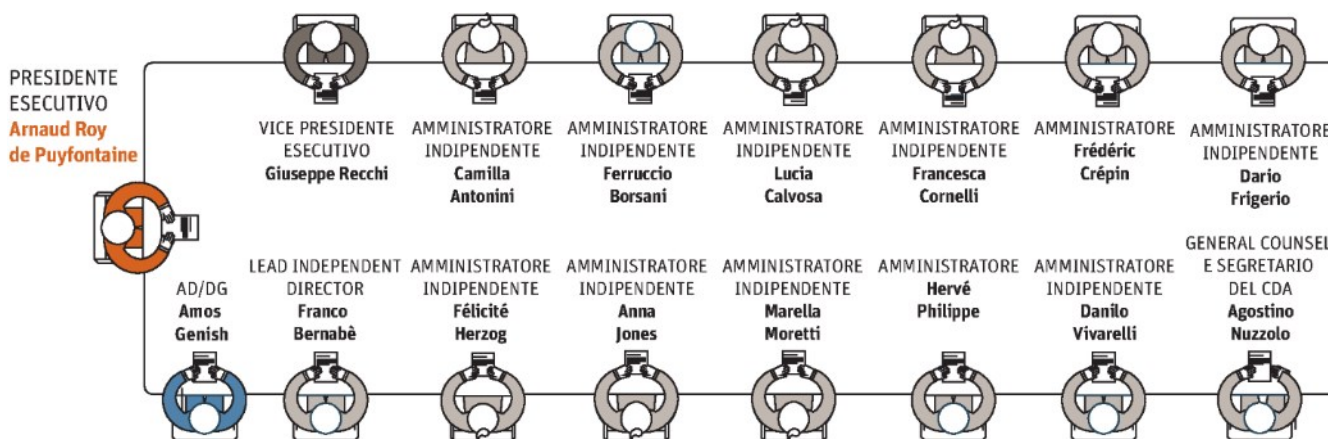 PRESIDENTE
ESECUTIVO
Arnaud Roy
de Puyfontaine
VICE PRESIDENTE
ESECUTIVO
Giuseppe Recchi
AMMINISTRATORE
INDIPENDENTE
Camilla
Antonini
AMMINISTRATORE
INDIPENDENTE
Ferruccio
Borsani
AMMINISTRATORE
INDIPENDENTE
Lucia
Calvosa
AMMINISTRATORE
INDIPENDENTE
Francesca
Cornelli
AMMINISTRATORE
Frédéric
Crépin
AMMINISTRATORE
INDIPENDENTE
Dario
Frigerio
AD/DG
Amos
Genish
LEAD INDEPENDENT
DIRECTOR
Franco
Bernabè
AMMINISTRATORE
INDIPENDENTE
Félicité
Herzog
AMMINISTRATORE
INDIPENDENTE
Anna
Jones
AMMINISTRATORE
INDIPENDENTE
Marella
Moretti
AMMINISTRATORE
Hervé
Philippe
AMMINISTRATORE
INDIPENDENTE
Danilo
Vivarelli
GENERAL COUNSEL
E SEGRETARIO
DEL CDA
Agostino
Nuzzolo